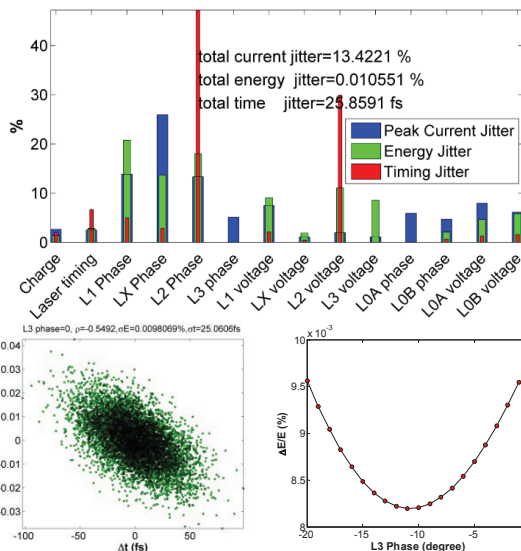 40
total current jitter=13.4221 %
total energy jitter=0.010551 %
total time jitter=25.8591 fs
30
%
20
10
0
Peak Current Jitter
Energy Jitter
Timing Jitter
Charge
Laser timing
L1 Phase
LX Phase
L2 Phase
L3 phase
L1 voltage
LX voltage
L2 voltage
L3 voltage
L0A phase
L0B phase
L0A voltage
L0B voltage
L3 phase=0, ρ=-0.5492,σE=0.0098069%,σt=25.0606fs
0.04
0.03
0.02
0.01
0
-0.01
0.02
0.03
-100
-50
0
50
Δt (fs)
10 x 10⁻³
9.5
9
8.5
8
ΔE/E (%)
-20
-15
-10
-5
L3 Phase (degree)